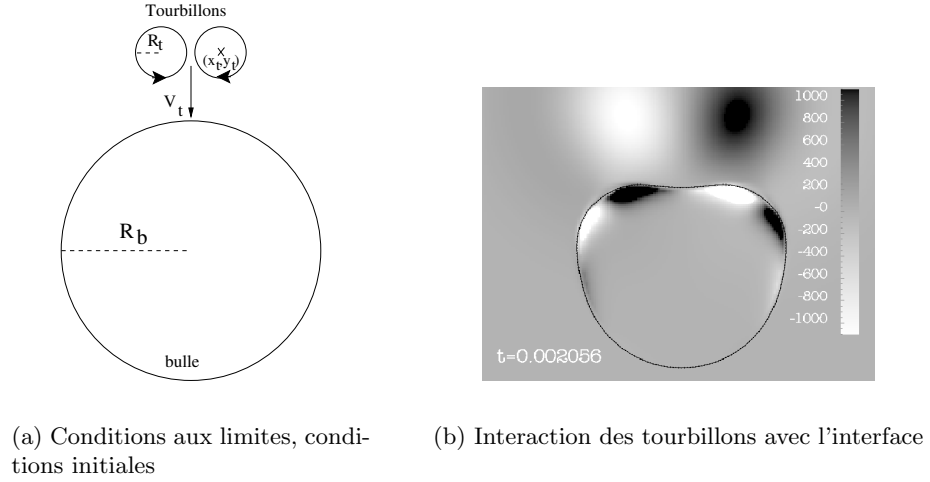 Tourbillons
R_t
(x_t,y_t)
V_t
R_b
bulle
1000
800
600
400
200
-0
-200
-400
-600
-800
-1000
t=0.002056
(a) Conditions aux limites, condi-
tions initiales
(b) Interaction des tourbillons avec l'interface